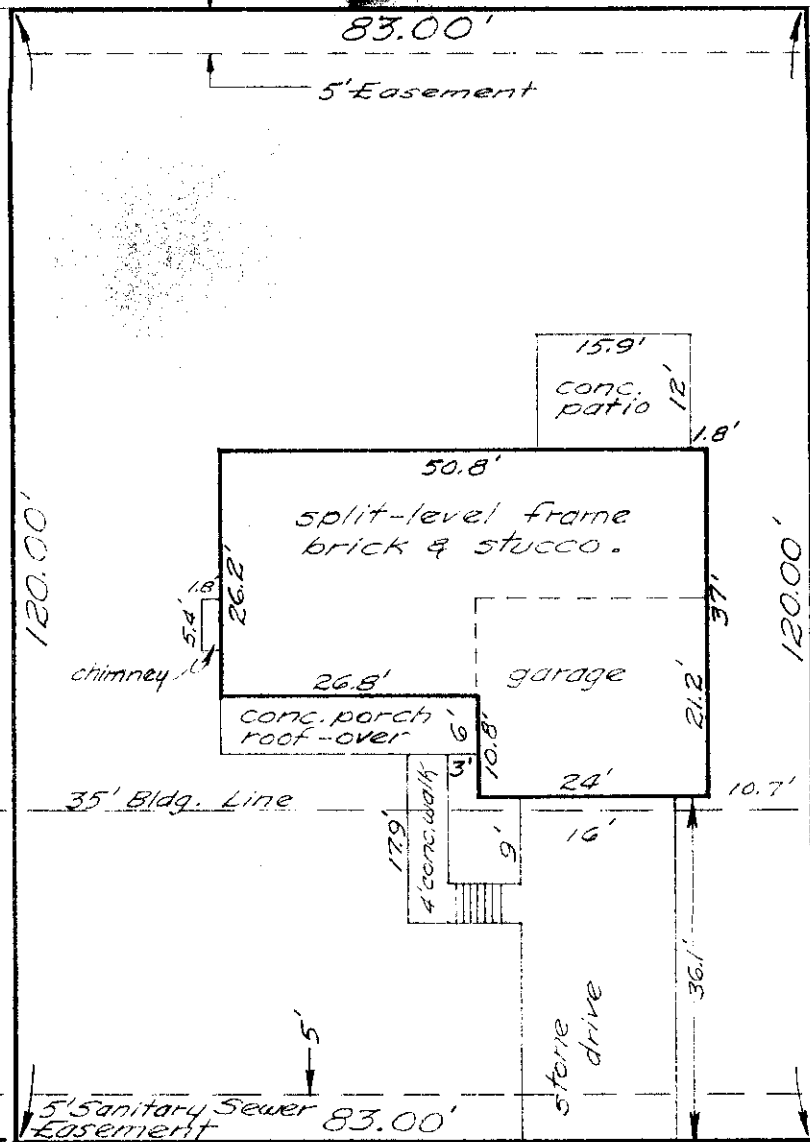 83.00'
5' Easement
15.9'
conc.
patio
12'
1.8'
50.8'
split-level frame
brick & stucco.
120.00'
26.2'
37'
120.00'
1.8'
5.4'
chimney
garage
21.2'
26.8'
conc. porch
roof-over
6'
10.8'
3'
24'
10.7'
35' Bldg. Line
17.9'
4' conc. walk
9'
16'
36.1'
stone
drive
5'
5' Sanitary Sewer
Easement
83.00'